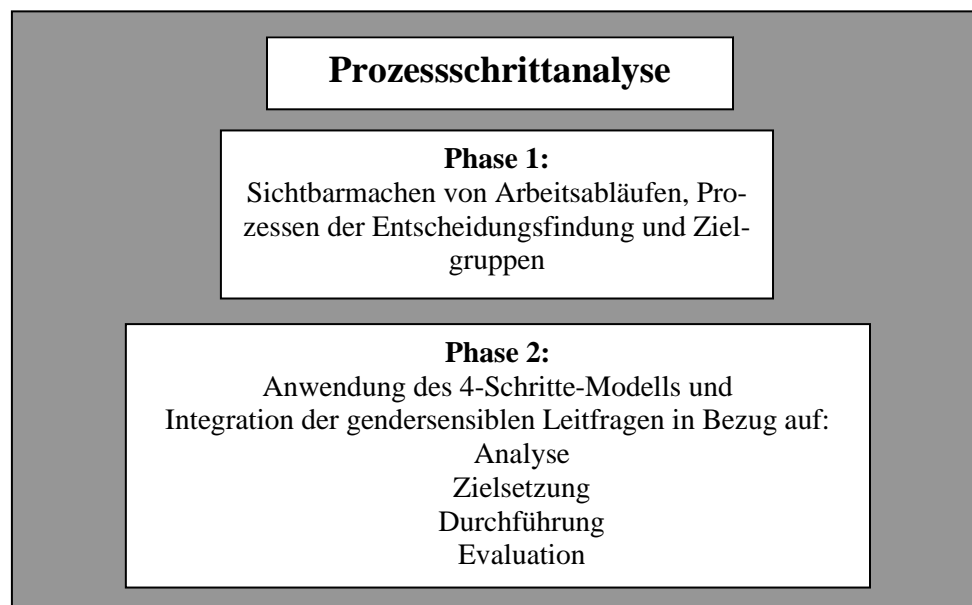 Prozessschrittanalyse
Phase 1:
Sichtbarmachen von Arbeitsabläufen, Pro-
zessen der Entscheidungsfindung und Ziel-
gruppen
Phase 2:
Anwendung des 4-Schritte-Modells und
Integration der gendersensiblen Leitfragen in Bezug auf:
Analyse
Zielsetzung
Durchführung
Evaluation